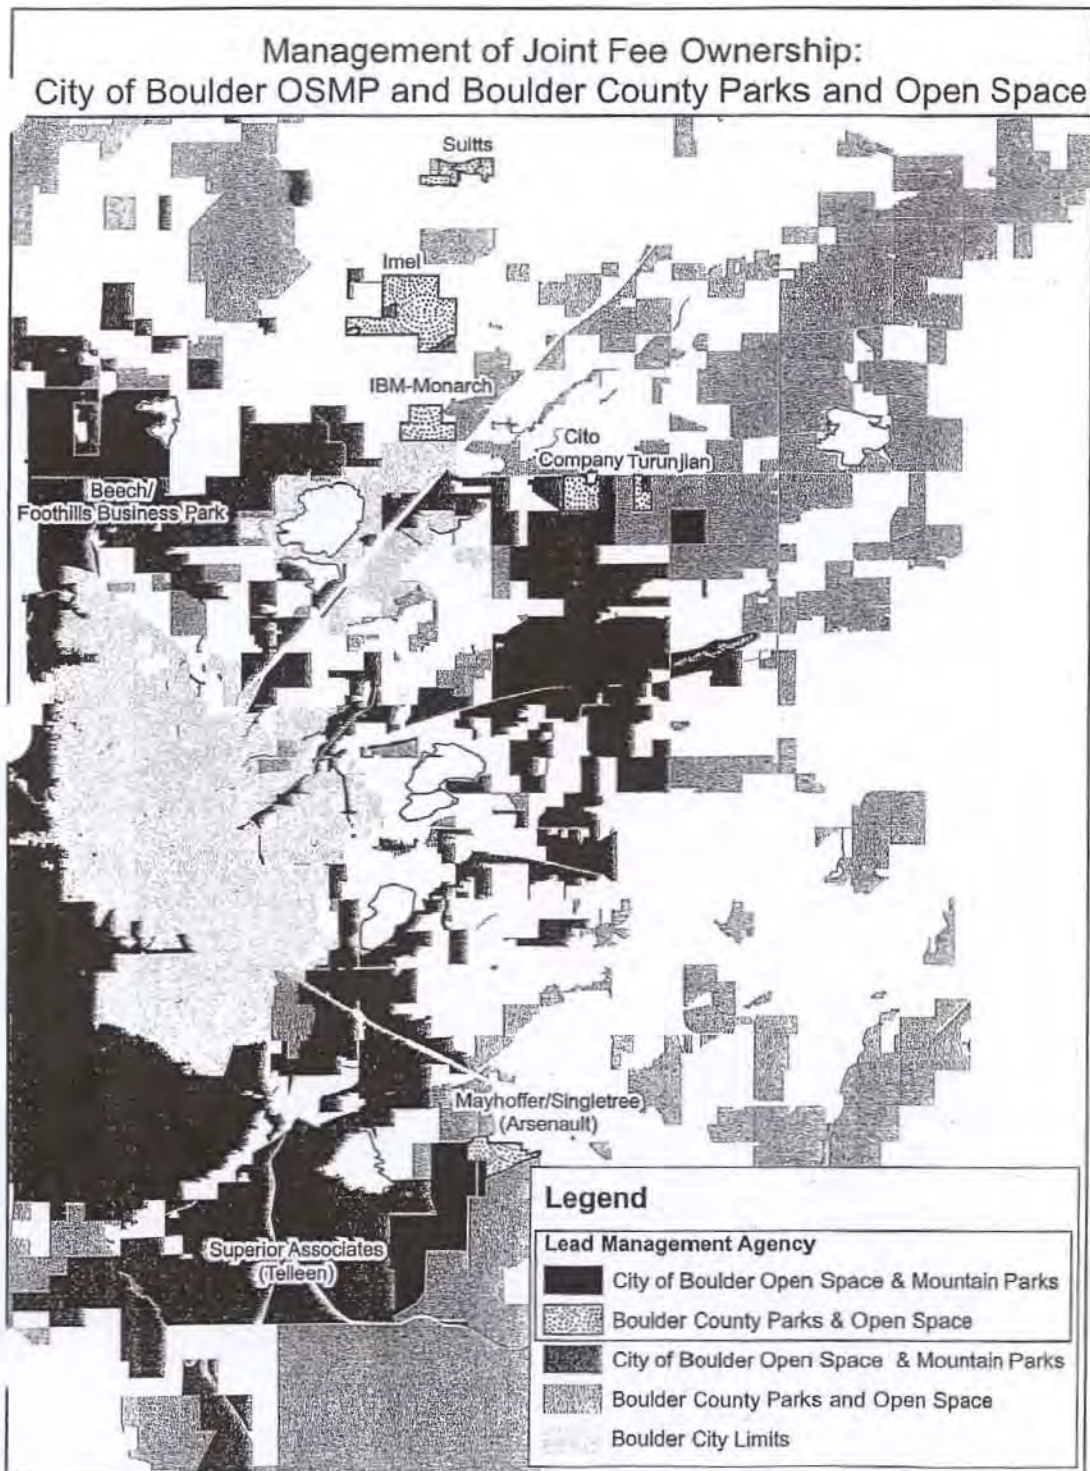 Management of Joint Fee Ownership:
City of Boulder OSMP and Boulder County Parks and Open Space
Suitts
Imel
IBM-Monarch
Cito
Company Turunjian
Beech/
Foothills Business Park
Mayhoffer/Singletree
(Arsenault)
Superior Associates
(Telleen)
Legend
Lead Management Agency
City of Boulder Open Space & Mountain Parks
Boulder County Parks & Open Space
City of Boulder Open Space & Mountain Parks
Boulder County Parks and Open Space
Boulder City Limits